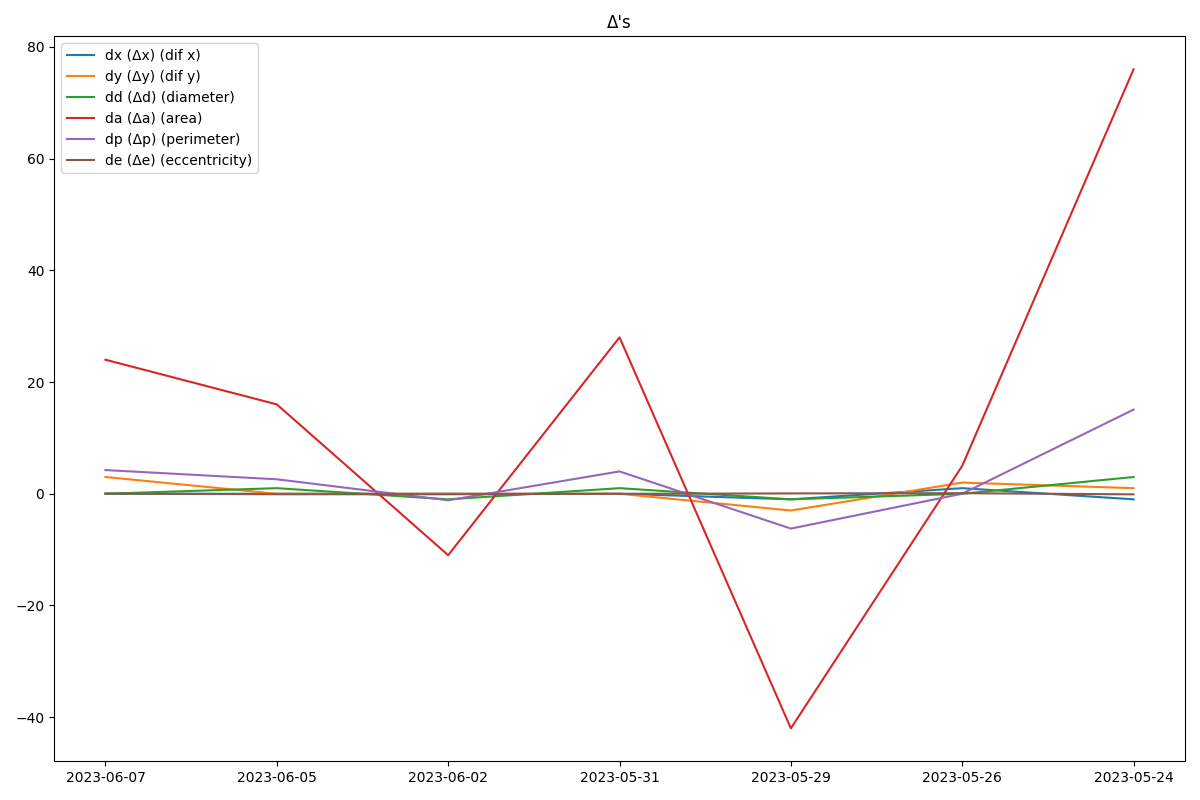 Δ's
dx (Δx) (dif x)
dy (Δy) (dif y)
dd (Δd) (diameter)
da (Δa) (area)
dp (Δp) (perimeter)
de (Δe) (eccentricity)
80
60
40
20
0
−20
−40
2023-06-07 2023-06-05 2023-06-02 2023-05-31 2023-05-29 2023-05-26 2023-05-24